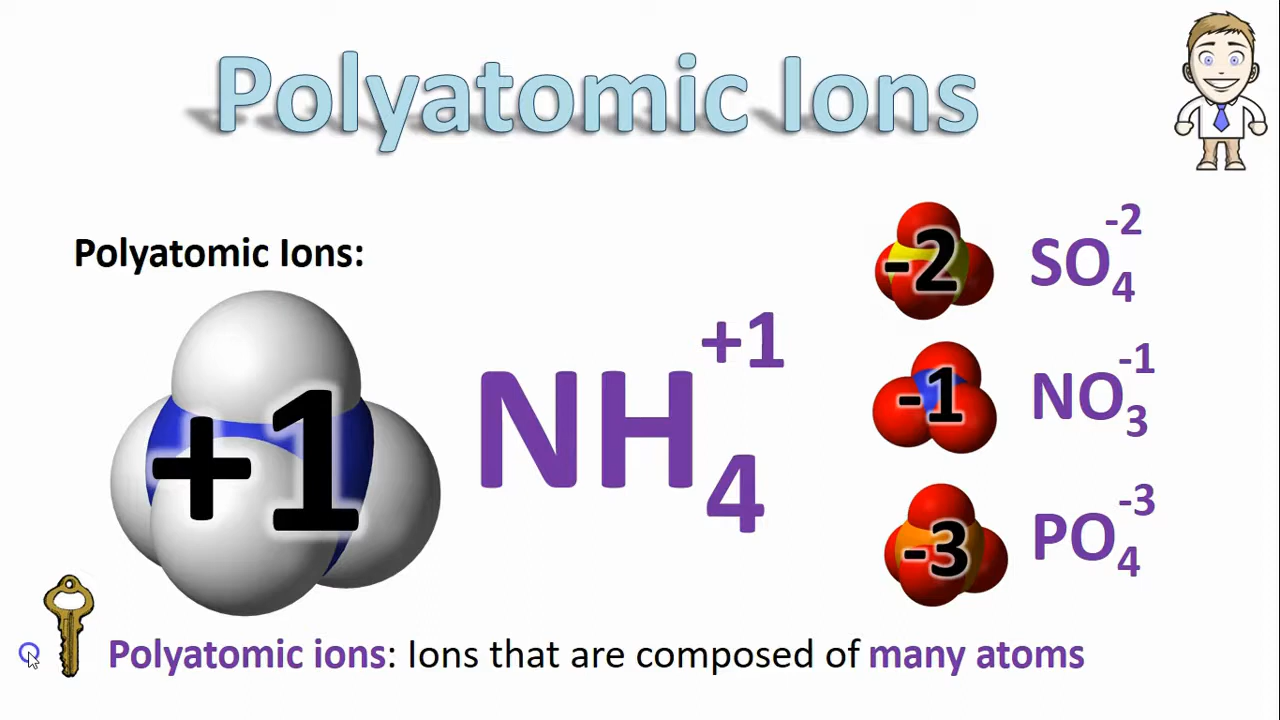 Polyatomic Ions
Polyatomic Ions:
+1
NH₄⁺¹
-2
SO₄⁻²
-1
NO₃⁻¹
-3
PO₄⁻³
Polyatomic ions: Ions that are composed of many atoms